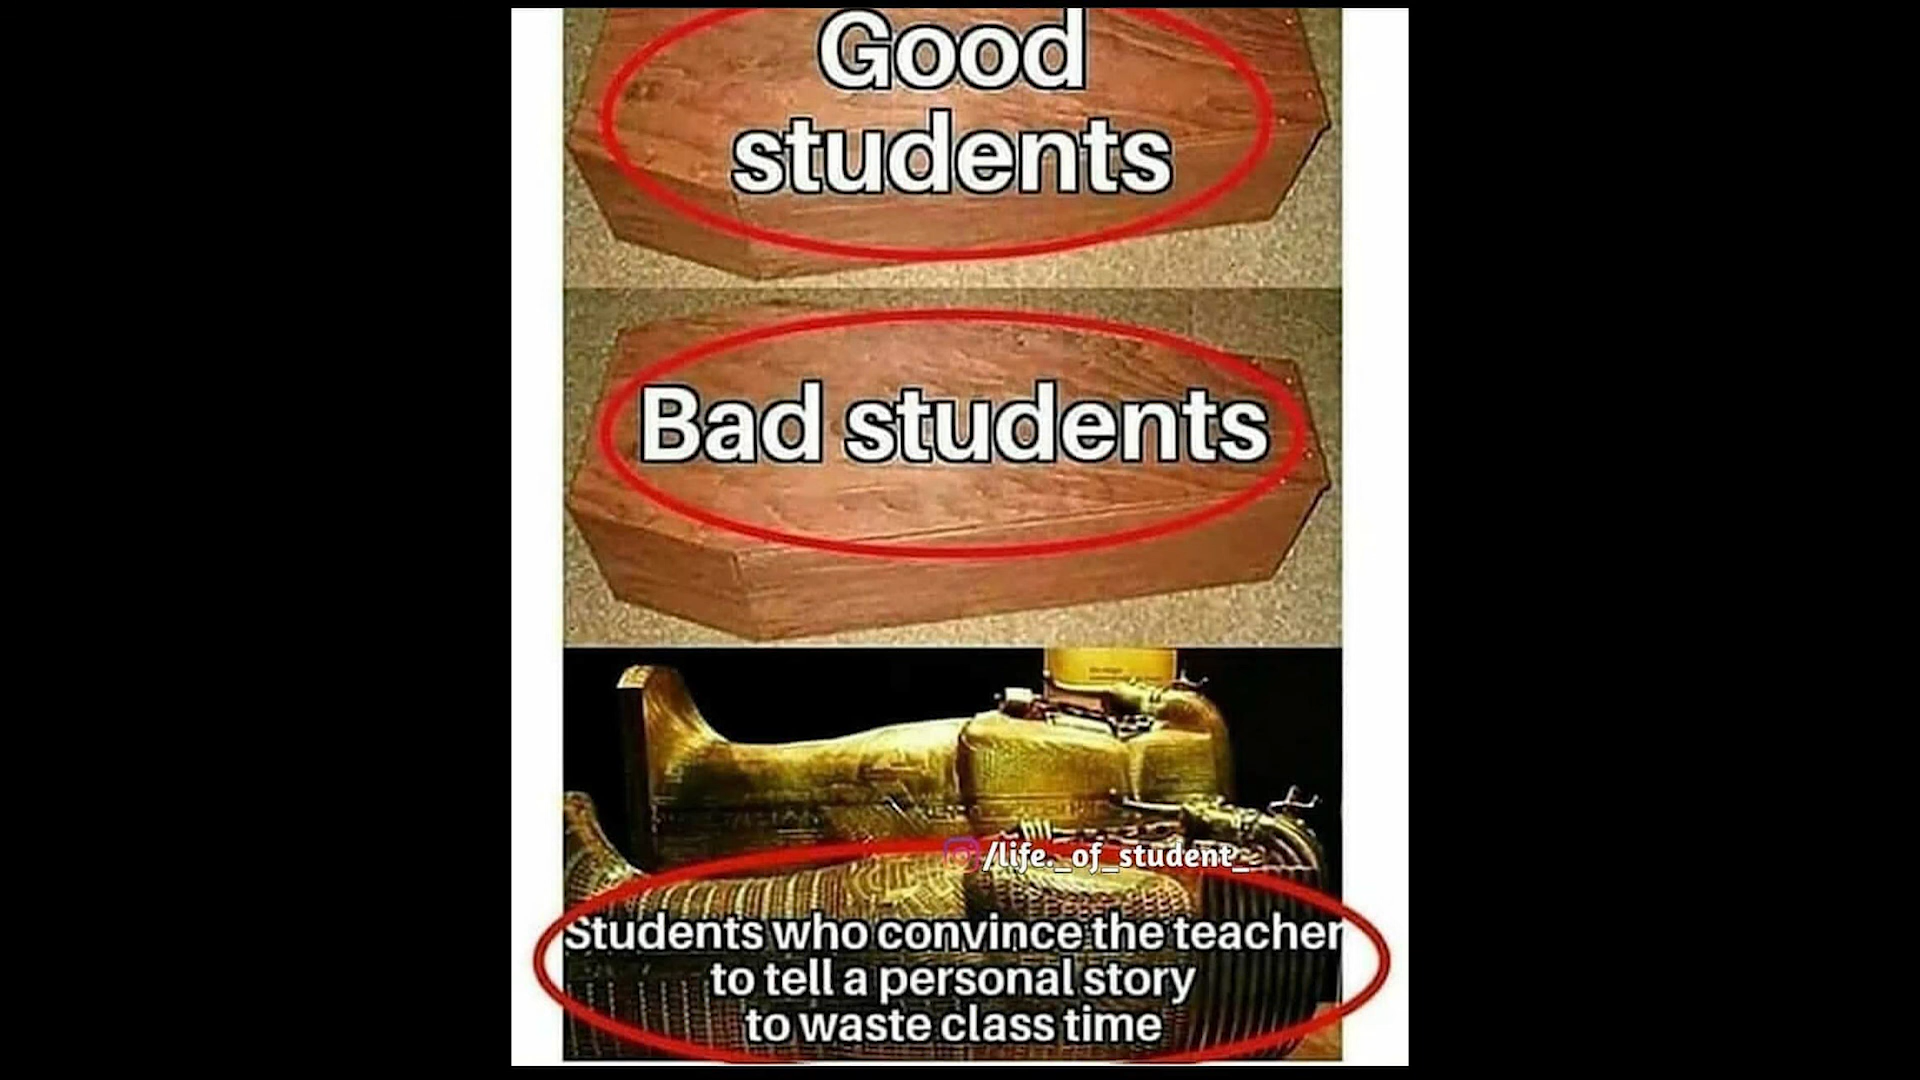 Good
students
Bad students
/life._of_student_
Students who convince the teacher
to tell a personal story
to waste class time